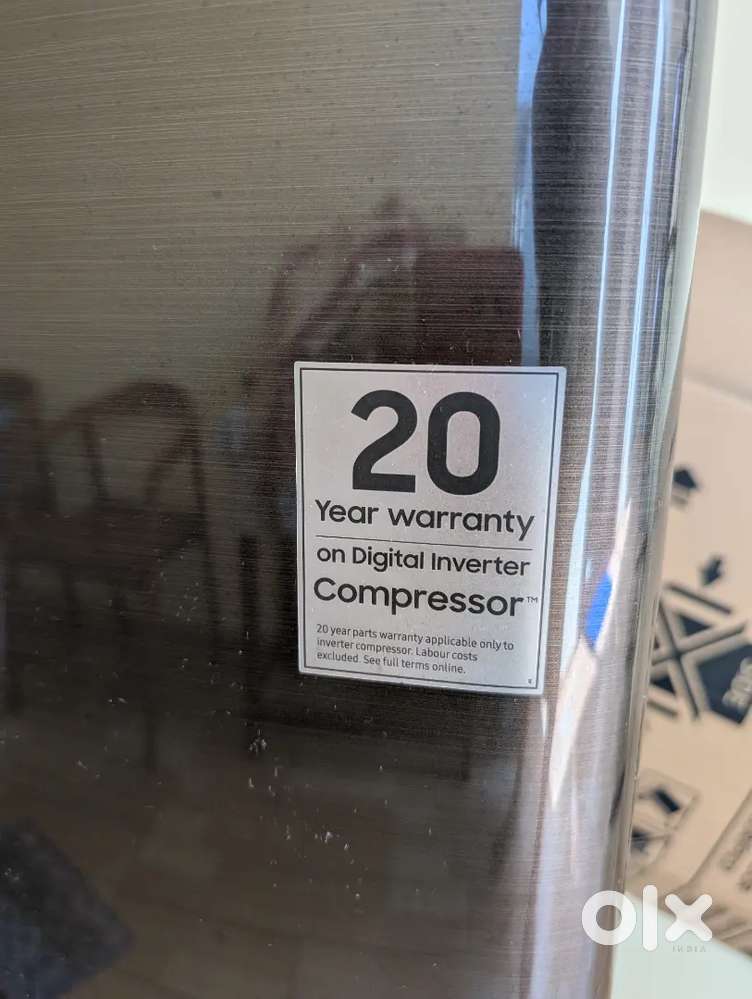 20
Year warranty
on Digital Inverter
Compressor™
20 year parts warranty applicable only to
inverter compressor. Labour costs
excluded. See full terms online.
olx
INDIA